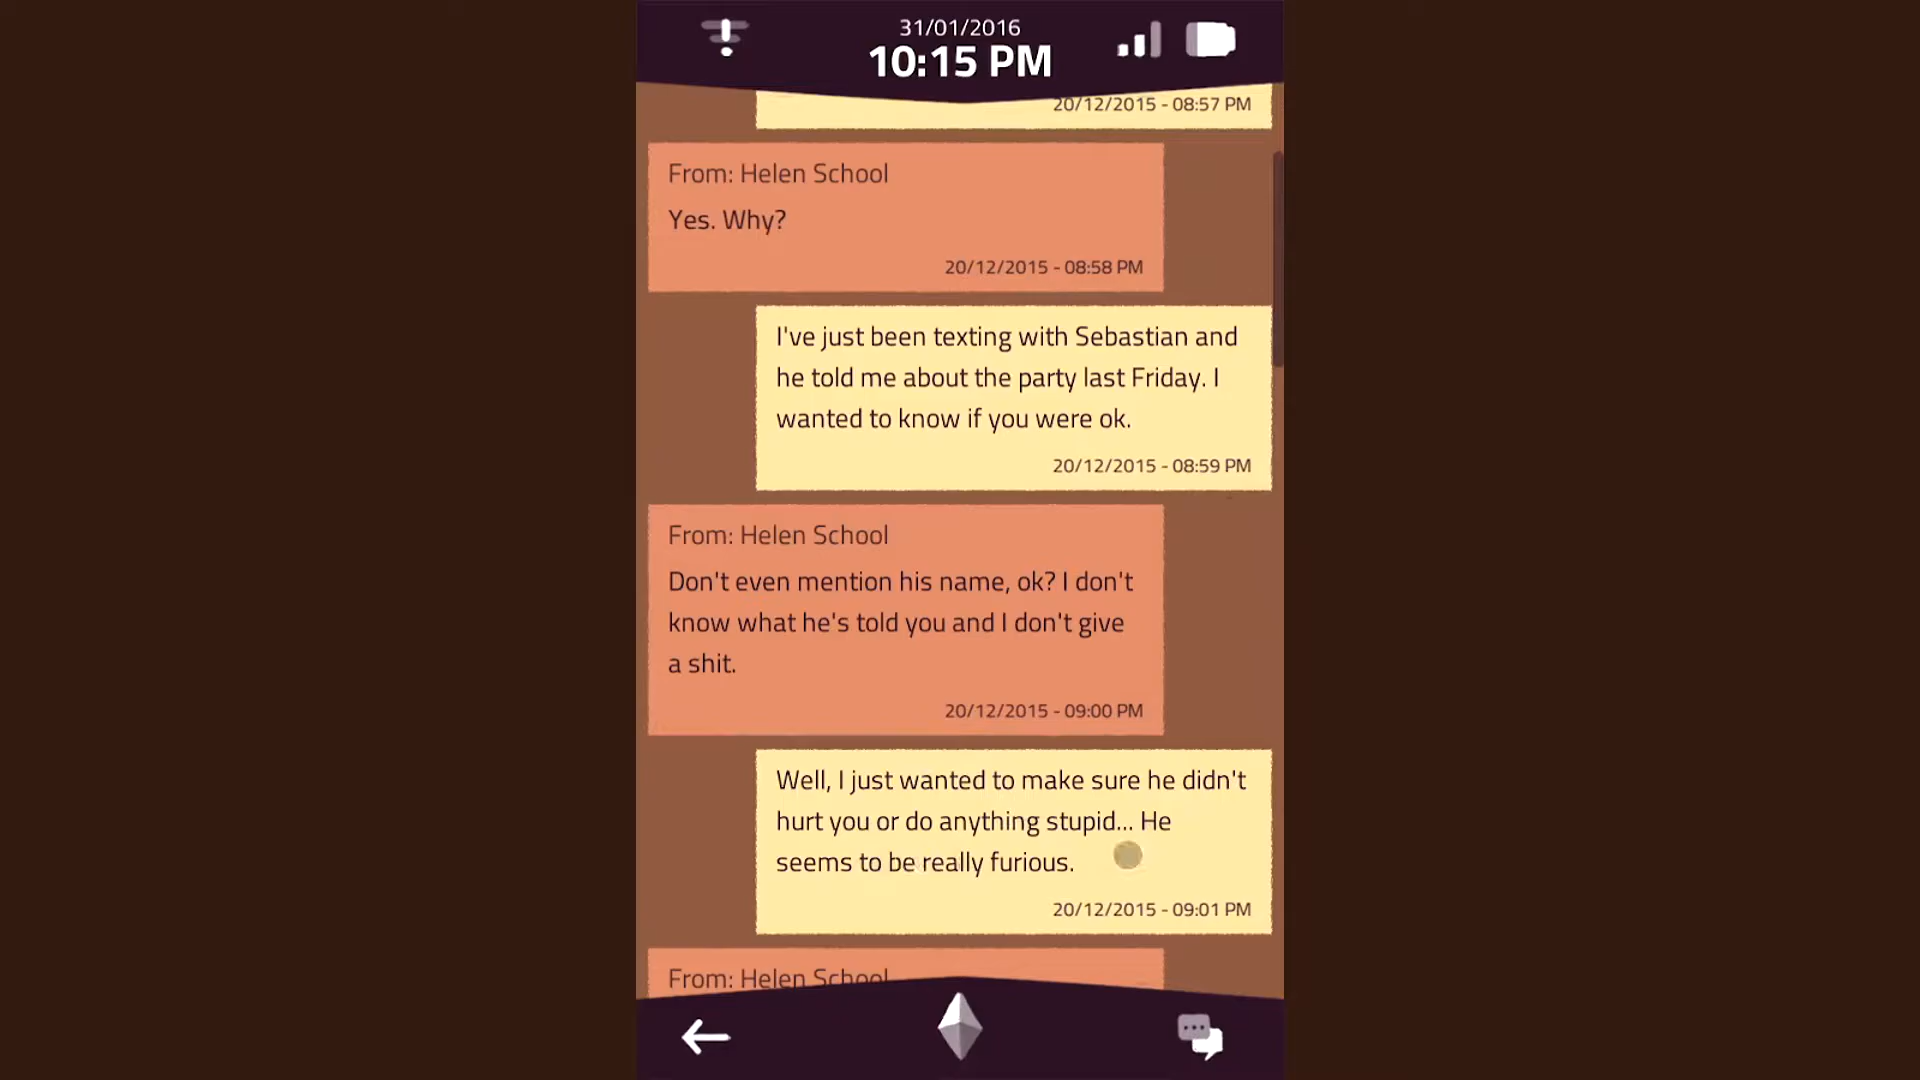 31/01/2016
10:15 PM
20/12/2015 - 08:57 PM
From: Helen School
Yes. Why?
20/12/2015 - 08:58 PM
I've just been texting with Sebastian and
he told me about the party last Friday. I
wanted to know if you were ok.
20/12/2015 - 08:59 PM
From: Helen School
Don't even mention his name, ok? I don't
know what he's told you and I don't give
a shit.
20/12/2015 - 09:00 PM
Well, I just wanted to make sure he didn't
hurt you or do anything stupid... He
seems to be really furious.
20/12/2015 - 09:01 PM
From: Helen School